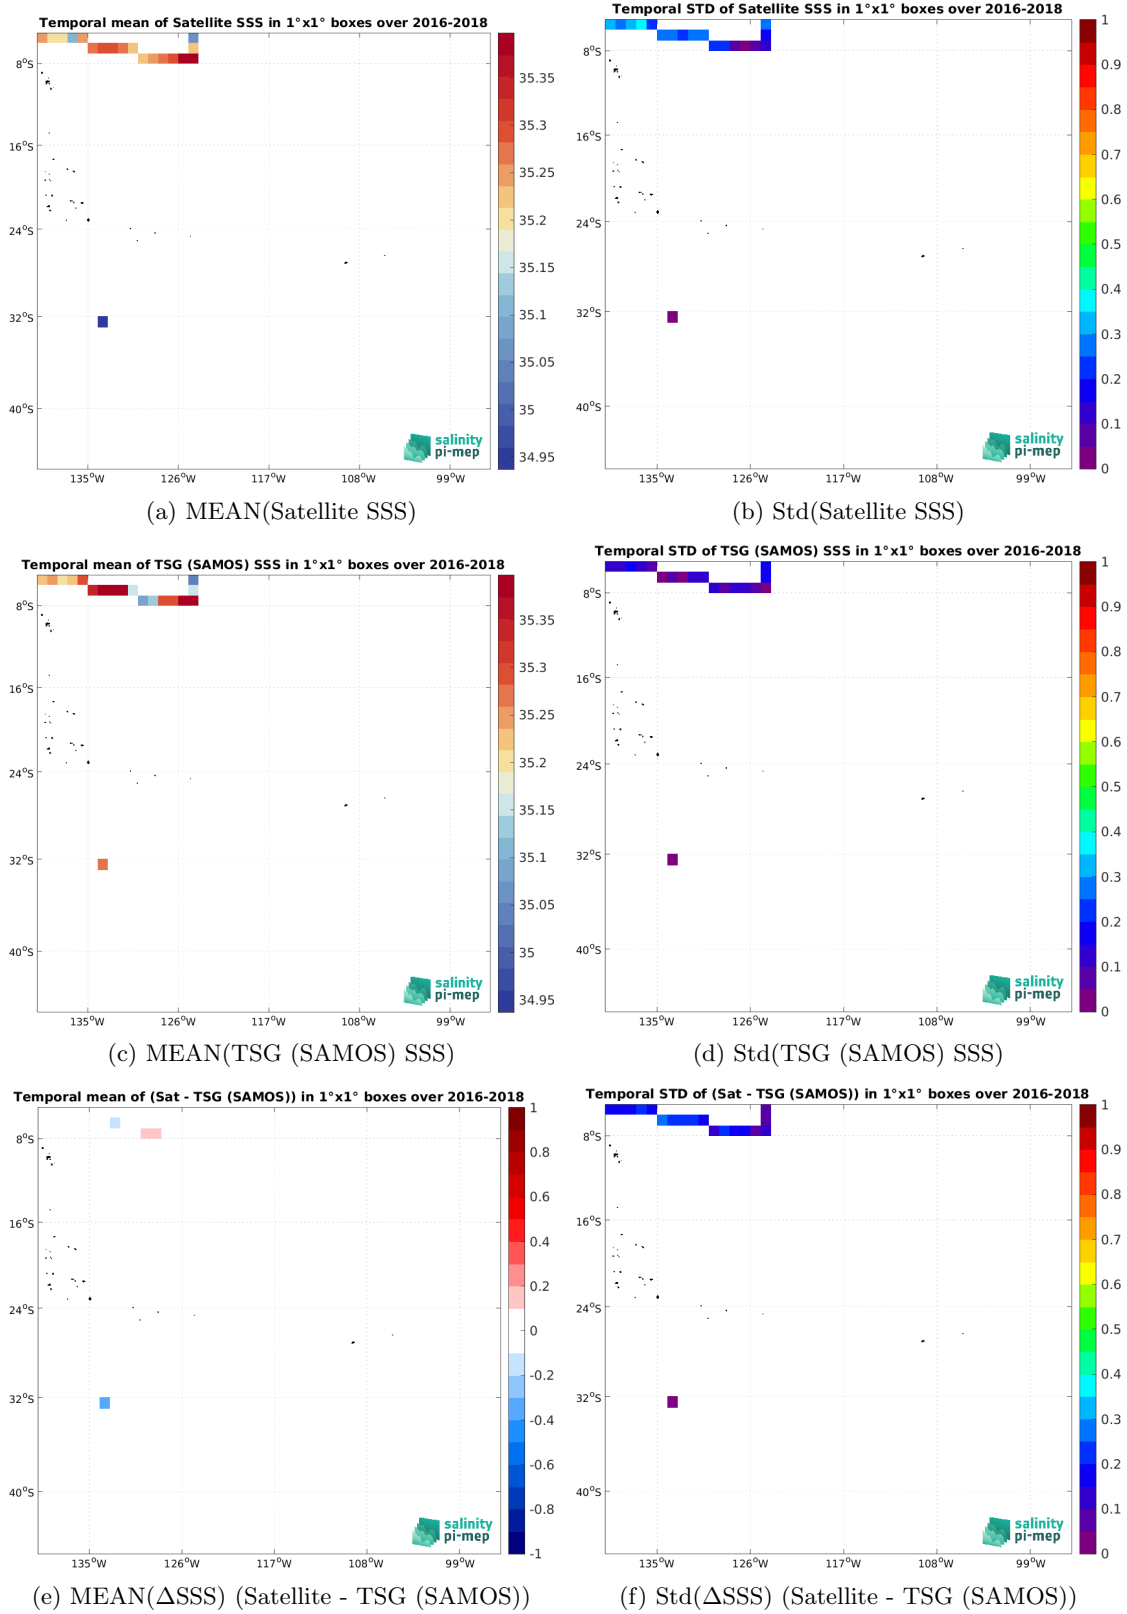 Temporal mean of Satellite SSS in 1°x1° boxes over 2016-2018
8°S
16°S
24°S
32°S
40°S
135°W 126°W 117°W 108°W 99°W
35.35
35.3
35.25
35.2
35.15
35.1
35.05
35
34.95
salinity
pi-mep
(a) MEAN(Satellite SSS)
Temporal STD of Satellite SSS in 1°x1° boxes over 2016-2018
8°S
16°S
24°S
32°S
40°S
135°W 126°W 117°W 108°W 99°W
1
0.9
0.8
0.7
0.6
0.5
0.4
0.3
0.2
0.1
0
salinity
pi-mep
(b) Std(Satellite SSS)
Temporal mean of TSG (SAMOS) SSS in 1°x1° boxes over 2016-2018
8°S
16°S
24°S
32°S
40°S
135°W 126°W 117°W 108°W 99°W
35.35
35.3
35.25
35.2
35.15
35.1
35.05
35
34.95
salinity
pi-mep
(c) MEAN(TSG (SAMOS) SSS)
Temporal STD of TSG (SAMOS) SSS in 1°x1° boxes over 2016-2018
8°S
16°S
24°S
32°S
40°S
135°W 126°W 117°W 108°W 99°W
1
0.9
0.8
0.7
0.6
0.5
0.4
0.3
0.2
0.1
0
salinity
pi-mep
(d) Std(TSG (SAMOS) SSS)
Temporal mean of (Sat - TSG (SAMOS)) in 1°x1° boxes over 2016-2018
8°S
16°S
24°S
32°S
40°S
135°W 126°W 117°W 108°W 99°W
1
0.8
0.6
0.4
0.2
0
-0.2
-0.4
-0.6
-0.8
-1
salinity
pi-mep
(e) MEAN(ΔSSS) (Satellite - TSG (SAMOS))
Temporal STD of (Sat - TSG (SAMOS)) in 1°x1° boxes over 2016-2018
8°S
16°S
24°S
32°S
40°S
135°W 126°W 117°W 108°W 99°W
1
0.9
0.8
0.7
0.6
0.5
0.4
0.3
0.2
0.1
0
salinity
pi-mep
(f) Std(ΔSSS) (Satellite - TSG (SAMOS))